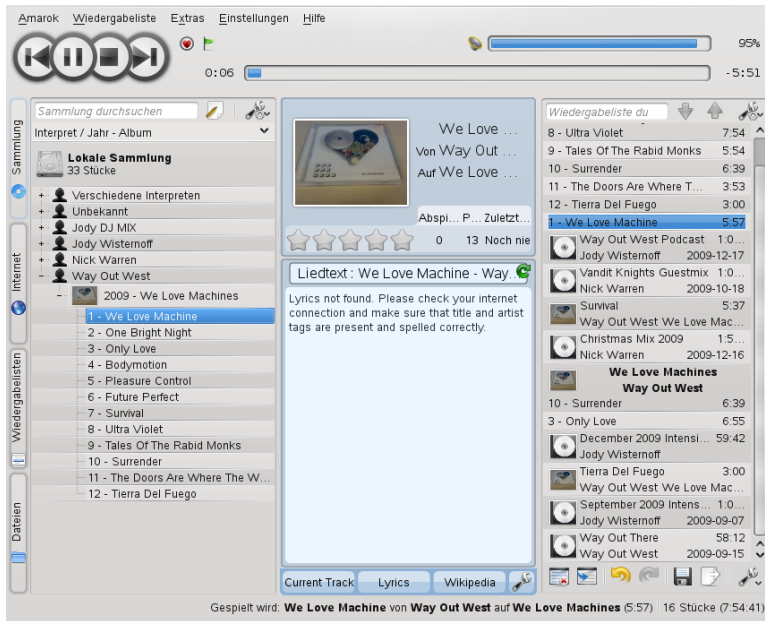 Amarok Wiedergabeliste Extras Einstellungen Hilfe
95%
0:06 -5:51
Sammlung
Internet
Wiedergabelisten
Dateien
Sammlung durchsuchen
Interpret / Jahr - Album
Lokale Sammlung
33 Stücke
Verschiedene Interpreten
Unbekannt
Jody DJ MIX
Jody Wisternoff
Nick Warren
Way Out West
2009 - We Love Machines
1 - We Love Machine
2 - One Bright Night
3 - Only Love
4 - Bodymotion
5 - Pleasure Control
6 - Future Perfect
7 - Survival
8 - Ultra Violet
9 - Tales Of The Rabid Monks
10 - Surrender
11 - The Doors Are Where The W...
12 - Tierra Del Fuego
We Love ...
Von Way Out ...
Auf We Love ...
Abspi... P... Zuletzt...
0 13 Noch nie
Liedtext : We Love Machine - Way...
Lyrics not found. Please check your internet
connection and make sure that title and artist
tags are present and spelled correctly.
Current Track Lyrics Wikipedia
Wiedergabeliste du
8 - Ultra Violet 7:54
9 - Tales Of The Rabid Monks 5:54
10 - Surrender 6:39
11 - The Doors Are Where T... 3:53
12 - Tierra Del Fuego 3:00
1 - We Love Machine 5:57
Way Out West Podcast 1:0...
Jody Wisternoff 2009-12-17
Vandit Knights Guestmix 1:0...
Nick Warren 2009-10-18
Survival 5:37
Way Out West We Love Mac...
Christmas Mix 2009 1:5...
Nick Warren 2009-12-16
We Love Machines
Way Out West
10 - Surrender 6:39
3 - Only Love 6:55
December 2009 Intensi... 59:42
Jody Wisternoff
Tierra Del Fuego 3:00
Way Out West We Love Mac...
September 2009 Intens... 1:0...
Jody Wisternoff 2009-09-07
Way Out There 58:12
Way Out West 2009-09-15
Gespielt wird: We Love Machine von Way Out West auf We Love Machines (5:57) 16 Stücke (7:54:41)